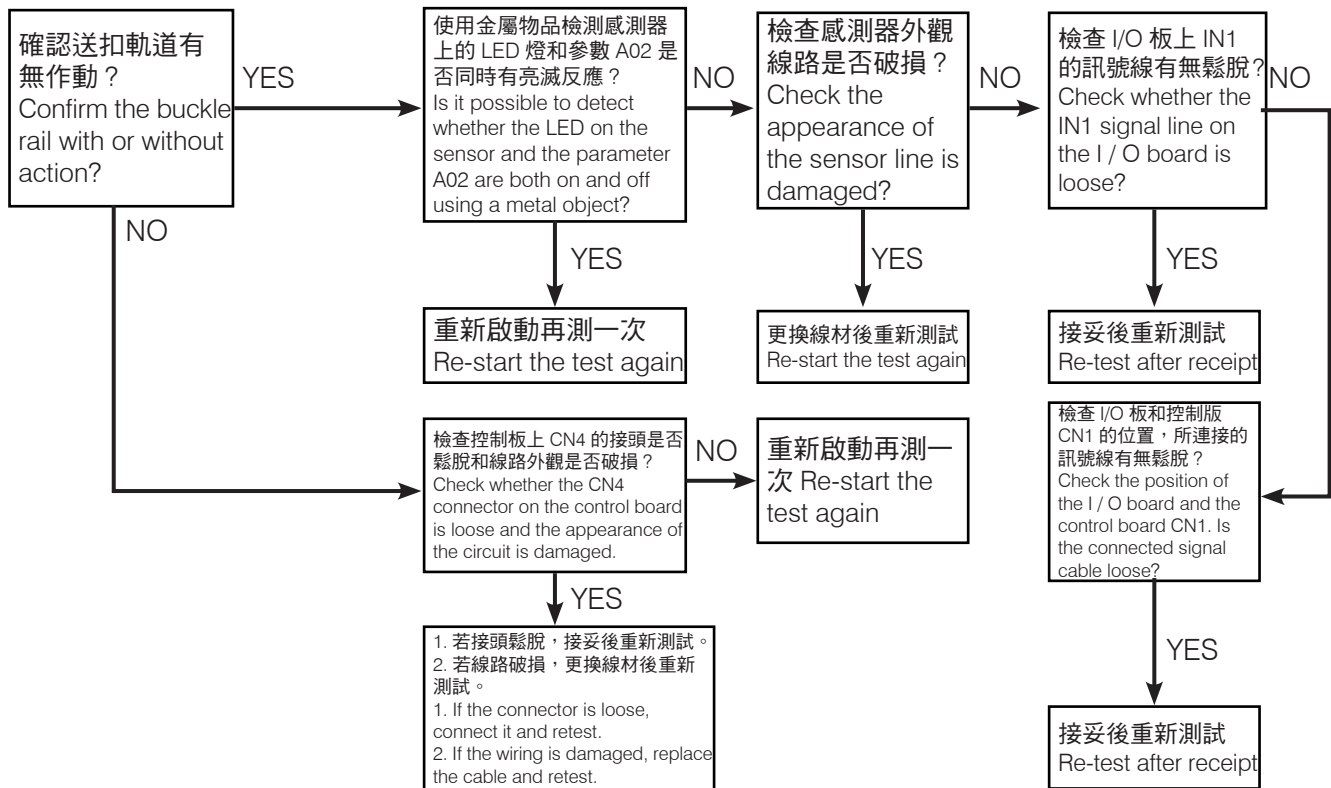 確認送扣軌道有
無作動？
Confirm the buckle
rail with or without
action?
YES
使用金屬物品檢測感測器
上的 LED 燈和參數 A02 是
否同時有亮滅反應？
Is it possible to detect
whether the LED on the
sensor and the parameter
A02 are both on and off
using a metal object?
NO
檢查感測器外觀
線路是否破損？
Check the
appearance of
the sensor line is
damaged?
NO
檢查 I/O 板上 IN1
的訊號線有無鬆脫？
Check whether the
IN1 signal line on
the I / O board is
loose?
NO
NO
YES
YES
YES
重新啟動再測一次
Re-start the test again
更換線材後重新測試
Re-start the test again
接妥後重新測試
Re-test after receipt
檢查控制板上 CN4 的接頭是否
鬆脫和線路外觀是否破損？
Check whether the CN4
connector on the control board
is loose and the appearance of
the circuit is damaged.
NO
重新啟動再測一
次 Re-start the
test again
檢查 I/O 板和控制版
CN1 的位置，所連接的
訊號線有無鬆脫？
Check the position of
the I / O board and the
control board CN1. Is
the connected signal
cable loose?
YES
1. 若接頭鬆脫，接妥後重新測試。
2. 若線路破損，更換線材後重新
測試。
1. If the connector is loose,
connect it and retest.
2. If the wiring is damaged, replace
the cable and retest.
YES
接妥後重新測試
Re-test after receipt